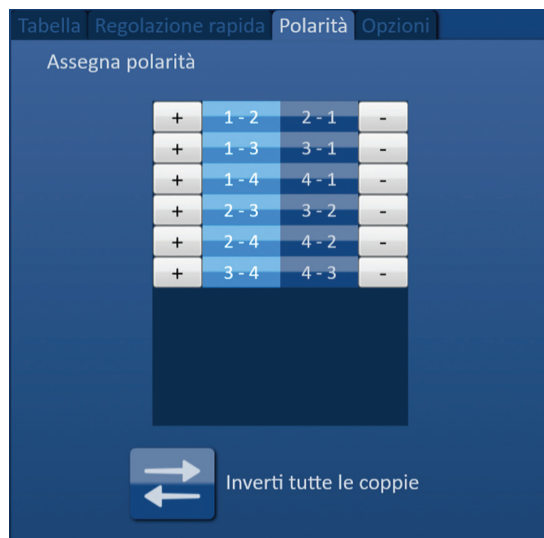 Tabella Regolazione rapida Polarità Opzioni
Assegna polarità
+ 1 - 2 2 - 1 -
+ 1 - 3 3 - 1 -
+ 1 - 4 4 - 1 -
+ 2 - 3 3 - 2 -
+ 2 - 4 4 - 2 -
+ 3 - 4 4 - 3 -
Inverti tutte le coppie